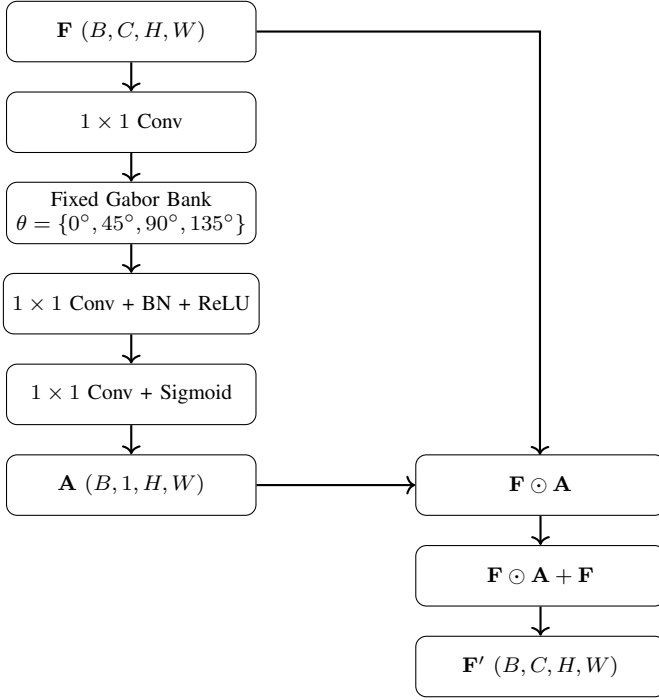 F (B, C, H, W)
1 × 1 Conv
Fixed Gabor Bank
θ = {0°, 45°, 90°, 135°}
1 × 1 Conv + BN + ReLU
1 × 1 Conv + Sigmoid
A (B, 1, H, W)
F ⊙ A
F ⊙ A + F
F′ (B, C, H, W)